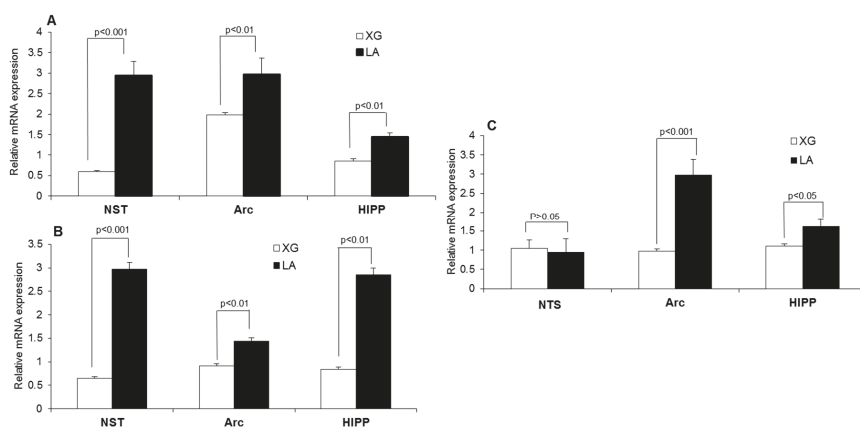 A
Relative mRNA expression
4
3.5
3
2.5
2
1.5
1
0.5
0
p<0.001
p<0.01
p<0.01
XG
LA
NST Arc HIPP
B
Relative mRNA expression
3.5
3
2.5
2
1.5
1
0.5
0
p<0.001
p<0.01
p<0.01
XG
LA
NST Arc HIPP
C
Relative mRNA expression
4
3.5
3
2.5
2
1.5
1
0.5
0
P>0.05
p<0.001
p<0.05
XG
LA
NTS Arc HIPP